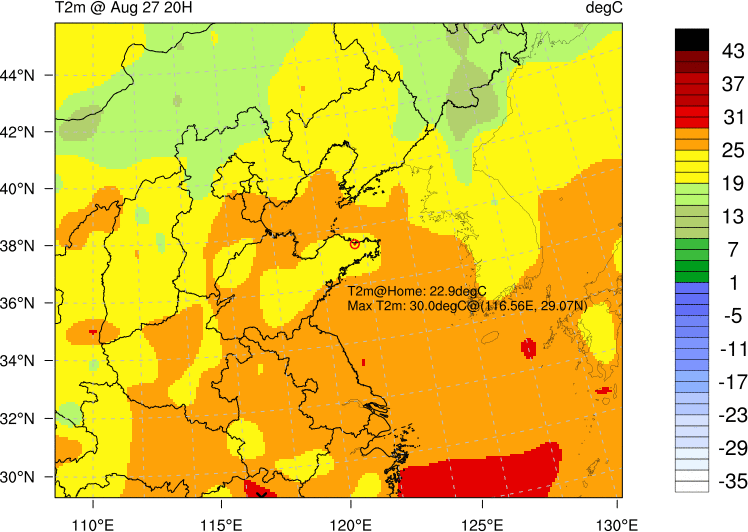 T2m @ Aug 27 20H
degC
44°N
42°N
40°N
38°N
36°N
34°N
32°N
30°N
110°E
115°E
120°E
125°E
130°E
T2m@Home: 22.9degC
Max T2m: 30.0degC@(116.56E, 29.07N)
43
37
31
25
19
13
7
1
-5
-11
-17
-23
-29
-35